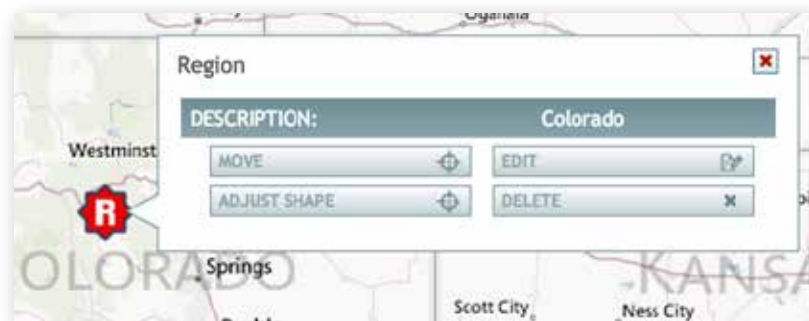 Ogallala
Region
DESCRIPTION: Colorado
Westminst
MOVE EDIT
ADJUST SHAPE DELETE
R
OLORADO
Springs
KANSA
Scott City
Ness City